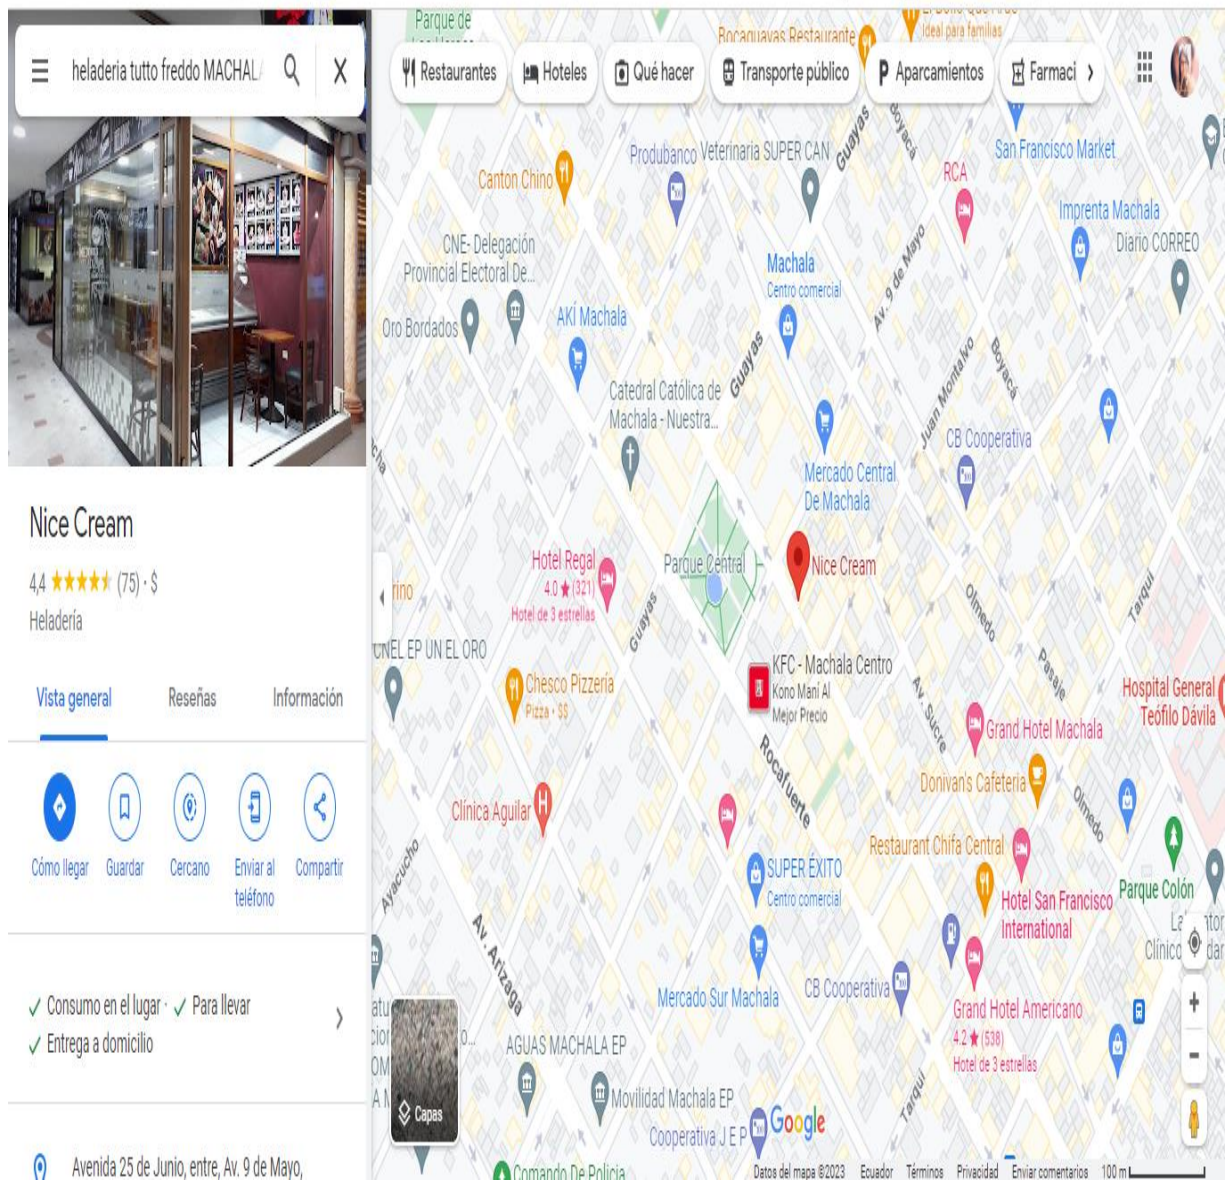 heladeria tutto freddo MACHALA
Nice Cream
4,4 (75) · $
Heladería
Vista general
Reseñas
Información
Cómo llegar
Guardar
Cercano
Enviar al
teléfono
Compartir
Consumo en el lugar · Para llevar
Entrega a domicilio
Avenida 25 de Junio, entre, Av. 9 de Mayo,
Restaurantes
Hoteles
Qué hacer
Transporte público
Aparcamientos
Farmaci
Parque de
Bocaguavas Restaurante
Ideal para familias
Guayas
Boyacá
San Francisco Market
Produbanco
Veterinaria SUPER CAN
Canton Chino
RCA
Imprenta Machala
Diario CORREO
CNE- Delegación
Provincial Electoral De...
Machala
Centro comercial
Av. 9 de Mayo
Oro Bordados
AKÍ Machala
Guayas
Juan Montalvo
Boyacá
Catedral Católica de
Machala - Nuestra...
CB Cooperativa
Mercado Central
De Machala
Hotel Regal
4.0 (321)
Hotel de 3 estrellas
Parque Central
Nice Cream
rino
Guayas
Olmedo
Tarqui
CNEL EP UN EL ORO
KFC - Machala Centro
Kono Maní Al
Mejor Precio
Pasaje
Chesco Pizzeria
Pizza · $$
Av. Sucre
Hospital General
Teófilo Dávila
Grand Hotel Machala
Rocafuerte
Donivan's Cafeteria
Olmedo
Clínica Aguilar
Restaurant Chifa Central
Ayacucho
SUPER ÉXITO
Centro comercial
Hotel San Francisco
International
Parque Colón
Av. Arizaga
Mercado Sur Machala
CB Cooperativa
Grand Hotel Americano
4.2 (538)
Hotel de 3 estrellas
AGUAS MACHALA EP
Movilidad Machala EP
Tarqui
Capas
Cooperativa J E P
Google
Comando De Policia
Datos del mapa ©2023
Ecuador
Términos
Privacidad
Enviar comentarios
100 m